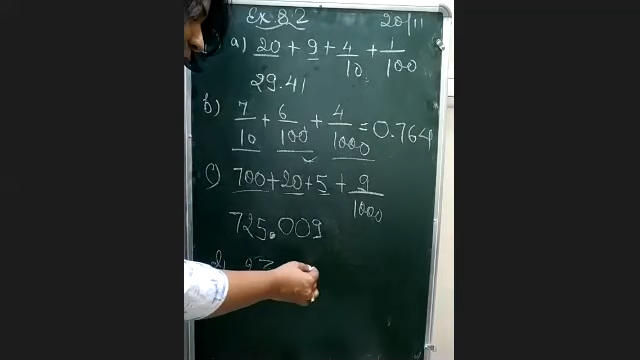 Ex 8.2
20/11
a) 20 + 9 + 4/10 + 1/100
29.41
b) 7/10 + 6/100 + 4/1000 = 0.764
c) 700 + 20 + 5 + 9/1000
725.009
d)